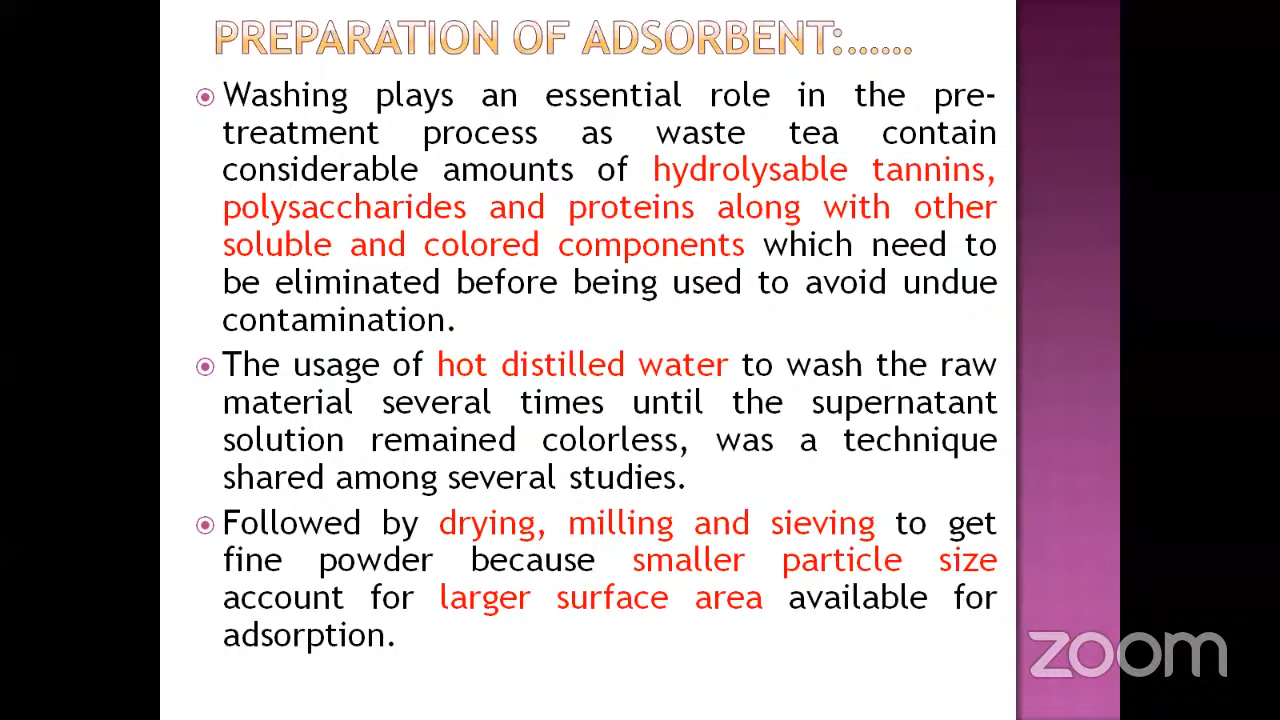 PREPARATION OF ADSORBENT:......
Washing plays an essential role in the pre-
treatment process as waste tea contain
considerable amounts of hydrolysable tannins,
polysaccharides and proteins along with other
soluble and colored components which need to
be eliminated before being used to avoid undue
contamination.
The usage of hot distilled water to wash the raw
material several times until the supernatant
solution remained colorless, was a technique
shared among several studies.
Followed by drying, milling and sieving to get
fine powder because smaller particle size
account for larger surface area available for
adsorption.
zoom